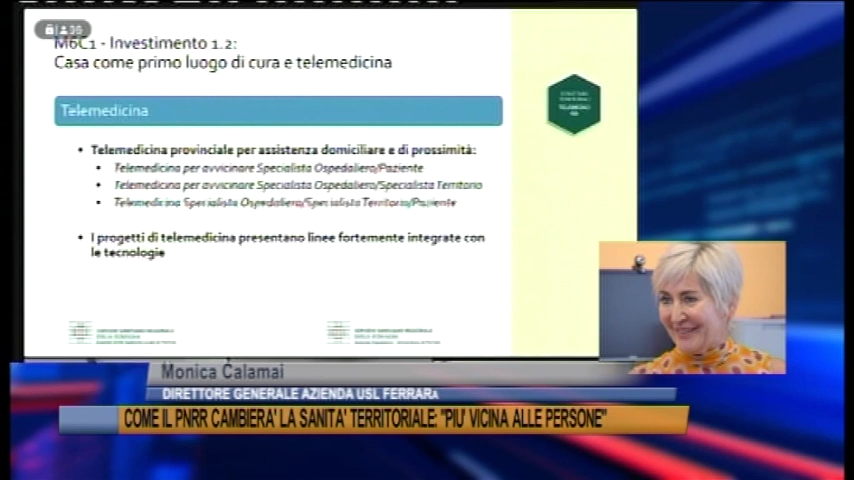 36
M6C1 - Investimento 1.2:
Casa come primo luogo di cura e telemedicina
Telemedicina
• Telemedicina provinciale per assistenza domiciliare e di prossimità:
• Telemedicina per avvicinare Specialista Ospedaliero/Paziente
• Telemedicina per avvicinare Specialista Ospedaliero/Specialista Territorio
• Telemedicina Specialista Ospedaliero/Specialista Territorio/Paziente
• I progetti di telemedicina presentano linee fortemente integrate con
le tecnologie
Monica Calamai
DIRETTORE GENERALE AZIENDA USL FERRARA
COME IL PNRR CAMBIERA' LA SANITA' TERRITORIALE: "PIU' VICINA ALLE PERSONE"